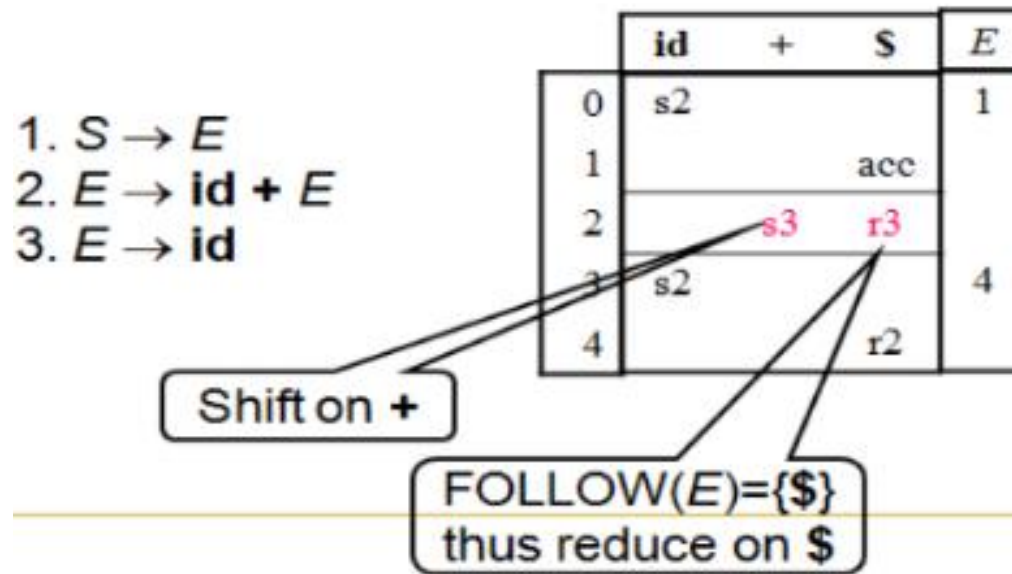 id + $ E
0 s2 1
1. S → E
1 acc
2. E → id + E
2 s3 r3
3. E → id
3 s2 4
4 r2
Shift on +
FOLLOW(E)={$}
thus reduce on $